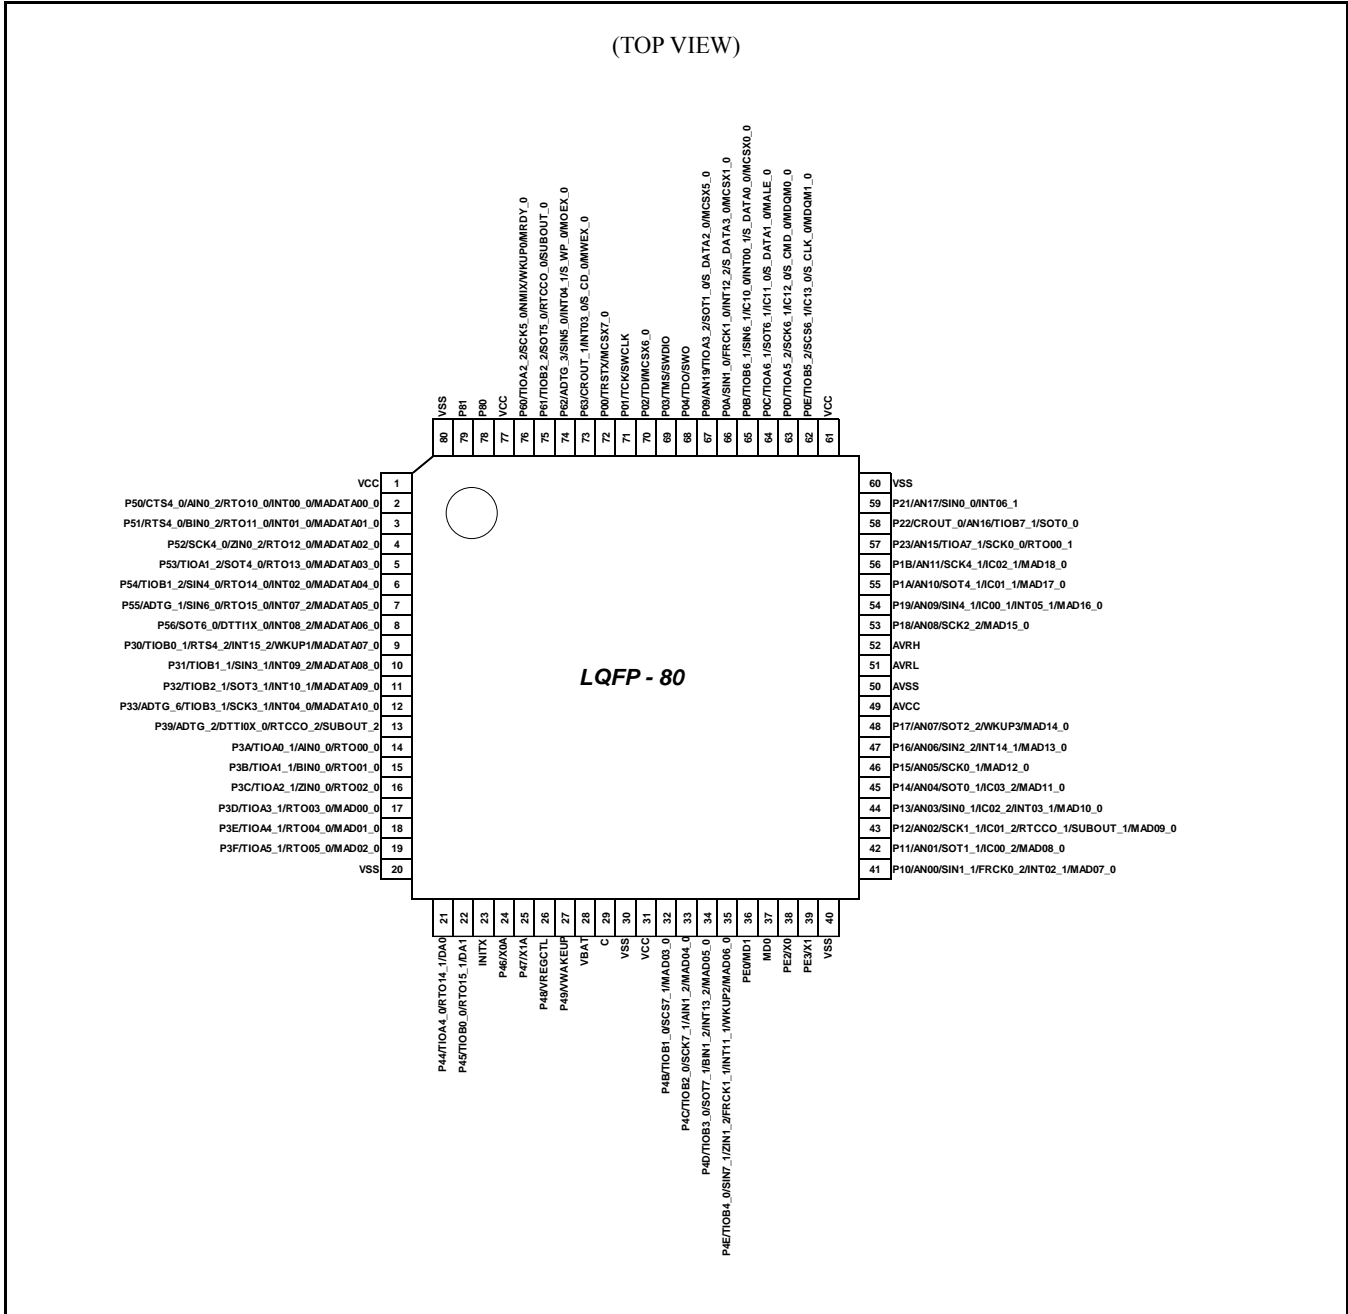 (TOP VIEW)
VSS
P81
P80
VCC
P60/TIOA2_2/SCK5_0/NMIX/WKUP0/MRDY_0
P61/TIOB2_2/SOT5_0/RTCCO_0/SUBOUT_0
P62/ADTG_3/SIN5_0/INT04_1/S_WP_0/MOEX_0
P63/CROUT_1/INT03_0/S_CD_0/MWEX_0
P00/TRSTX/MCSX7_0
P01/TCK/SWCLK
P02/TDI/MCSX6_0
P03/TMS/SWDIO
P04/TDO/SWO
P09/AN19/TIOA3_2/SOT1_0/S_DATA2_0/MCSX5_0
P0A/SIN1_0/FRCK1_0/INT12_2/S_DATA3_0/MCSX1_0
P0B/TIOB6_1/SIN6_1/IC10_0/INT00_1/S_DATA0_0/MCSX0_0
P0C/TIOA6_1/SOT6_1/IC11_0/S_DATA1_0/MALE_0
P0D/TIOA5_2/SCK6_1/IC12_0/S_CMD_0/MDQM0_0
P0E/TIOB5_2/SCS6_1/IC13_0/S_CLK_0/MDQM1_0
VCC
80 79 78 77 76 75 74 73 72 71 70 69 68 67 66 65 64 63 62 61
VCC 1
P50/CTS4_0/AIN0_2/RTO10_0/INT00_0/MADATA00_0 2
P51/RTS4_0/BIN0_2/RTO11_0/INT01_0/MADATA01_0 3
P52/SCK4_0/ZIN0_2/RTO12_0/MADATA02_0 4
P53/TIOA1_2/SOT4_0/RTO13_0/MADATA03_0 5
P54/TIOB1_2/SIN4_0/RTO14_0/INT02_0/MADATA04_0 6
P55/ADTG_1/SIN6_0/RTO15_0/INT07_2/MADATA05_0 7
P56/SOT6_0/DTTI1X_0/INT08_2/MADATA06_0 8
P30/TIOB0_1/RTS4_2/INT15_2/WKUP1/MADATA07_0 9
P31/TIOB1_1/SIN3_1/INT09_2/MADATA08_0 10
P32/TIOB2_1/SOT3_1/INT10_1/MADATA09_0 11
P33/ADTG_6/TIOB3_1/SCK3_1/INT04_0/MADATA10_0 12
P39/ADTG_2/DTTI0X_0/RTCCO_2/SUBOUT_2 13
P3A/TIOA0_1/AIN0_0/RTO00_0 14
P3B/TIOA1_1/BIN0_0/RTO01_0 15
P3C/TIOA2_1/ZIN0_0/RTO02_0 16
P3D/TIOA3_1/RTO03_0/MAD00_0 17
P3E/TIOA4_1/RTO04_0/MAD01_0 18
P3F/TIOA5_1/RTO05_0/MAD02_0 19
VSS 20
LQFP - 80
60 VSS
59 P21/AN17/SIN0_0/INT06_1
58 P22/CROUT_0/AN16/TIOB7_1/SOT0_0
57 P23/AN15/TIOA7_1/SCK0_0/RTO00_1
56 P1B/AN11/SCK4_1/IC02_1/MAD18_0
55 P1A/AN10/SOT4_1/IC01_1/MAD17_0
54 P19/AN09/SIN4_1/IC00_1/INT05_1/MAD16_0
53 P18/AN08/SCK2_2/MAD15_0
52 AVRH
51 AVRL
50 AVSS
49 AVCC
48 P17/AN07/SOT2_2/WKUP3/MAD14_0
47 P16/AN06/SIN2_2/INT14_1/MAD13_0
46 P15/AN05/SCK0_1/MAD12_0
45 P14/AN04/SOT0_1/IC03_2/MAD11_0
44 P13/AN03/SIN0_1/IC02_2/INT03_1/MAD10_0
43 P12/AN02/SCK1_1/IC01_2/RTCCO_1/SUBOUT_1/MAD09_0
42 P11/AN01/SOT1_1/IC00_2/MAD08_0
41 P10/AN00/SIN1_1/FRCK0_2/INT02_1/MAD07_0
21 22 23 24 25 26 27 28 29 30 31 32 33 34 35 36 37 38 39 40
P44/TIOA4_0/RTO14_1/DA0
P45/TIOB0_0/RTO15_1/DA1
INITX
P46/X0A
P47/X1A
P48/VREGCTL
P49/VWAKEUP
VBAT
C
VSS
VCC
P4B/TIOB1_0/SCS7_1/MAD03_0
P4C/TIOB2_0/SCK7_1/AIN1_2/MAD04_0
P4D/TIOB3_0/SOT7_1/BIN1_2/INT13_2/MAD05_0
P4E/TIOB4_0/SIN7_1/ZIN1_2/FRCK1_1/INT11_1/WKUP2/MAD06_0
PE0/MD1
MD0
PE2/X0
PE3/X1
VSS